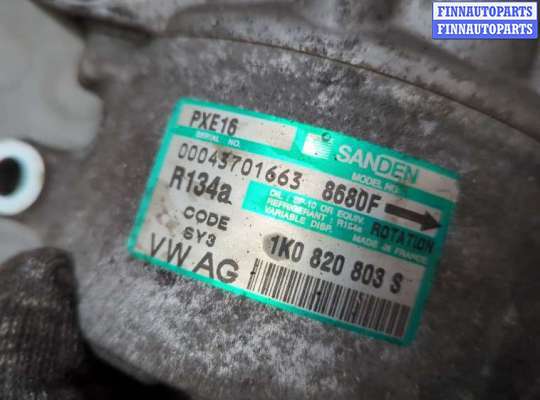 FINNAUTOPARTS
FINNAUTOPARTS
PXE16
SANDEN
SERIAL NO.
MODEL NO.
00043701663
8680F
R134a
OIL: SP-10 OR EQUIV.
REFRIGERANT: R134a
VARIABLE DISP.
ROTATION
MADE IN FRANCE
CODE
SY3
VW AG
1K0 820 803 S